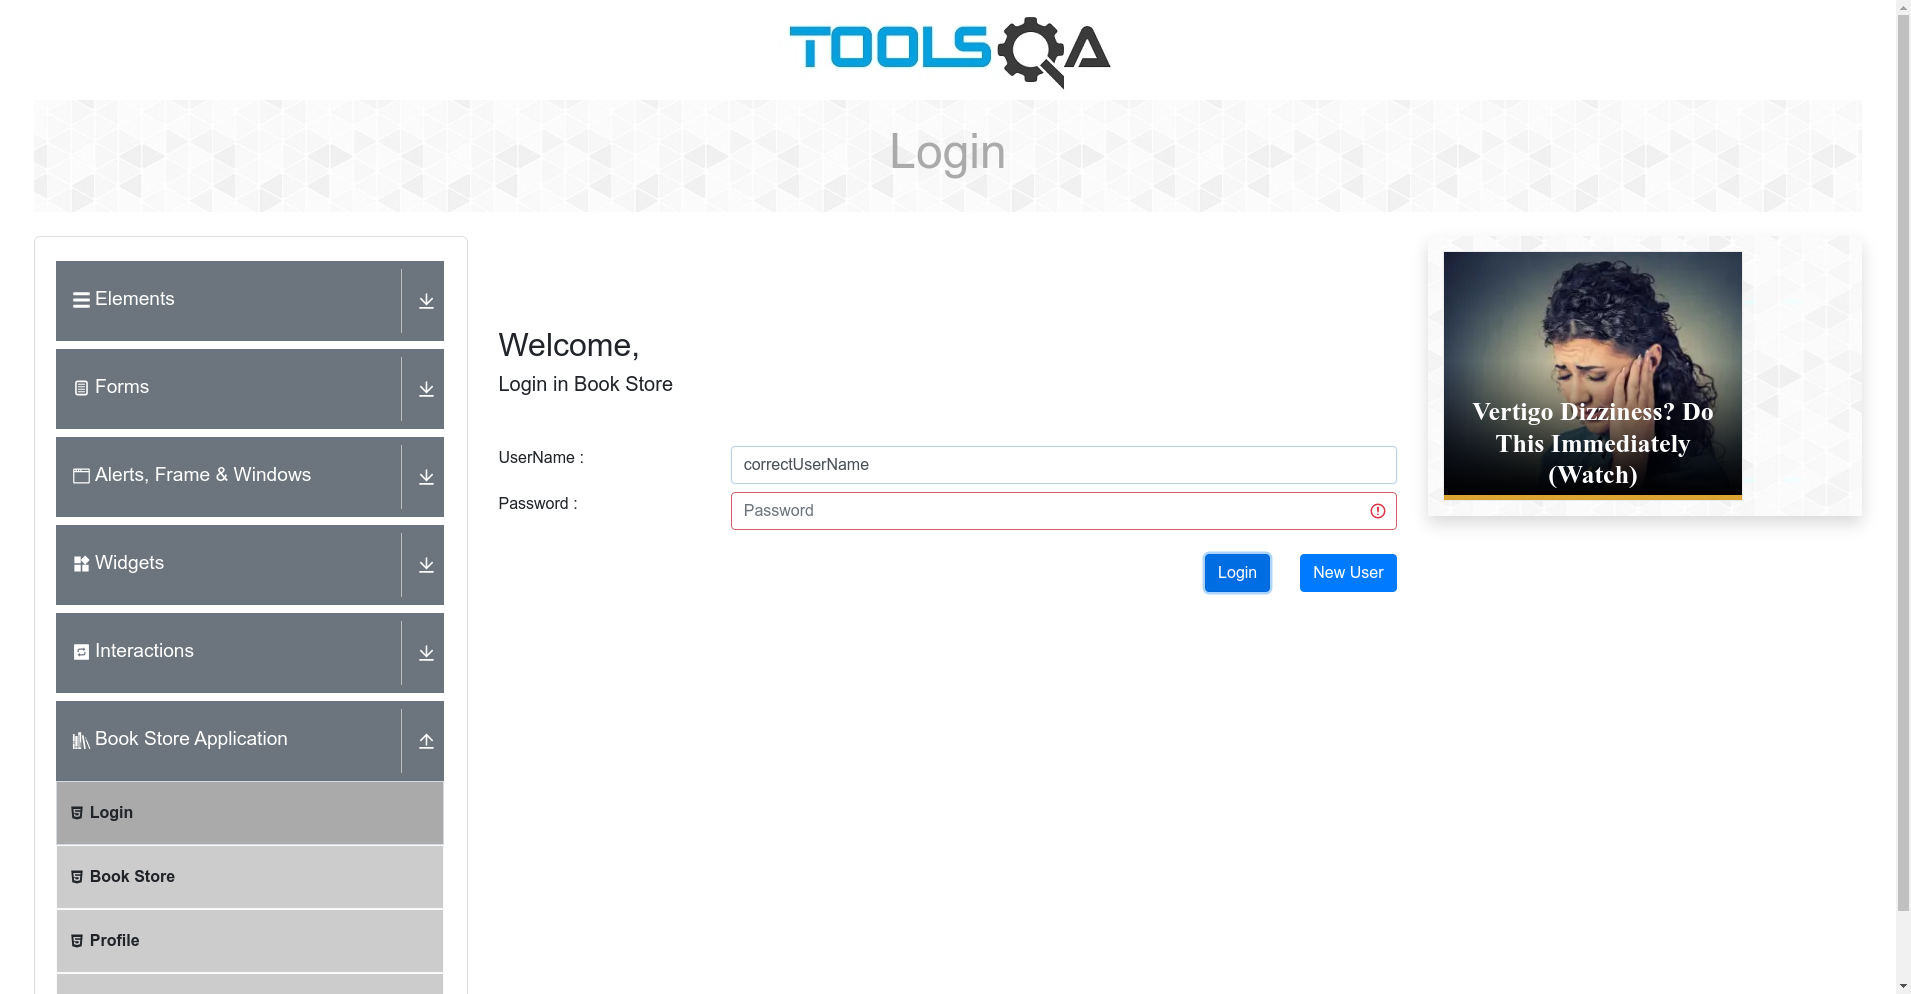 TOOLSQA
Login
Elements
Forms
Alerts, Frame & Windows
Widgets
Interactions
Book Store Application
Login
Book Store
Profile
Welcome,
Login in Book Store
UserName :
correctUserName
Password :
Password
Login
New User
Vertigo Dizziness? Do
This Immediately
(Watch)